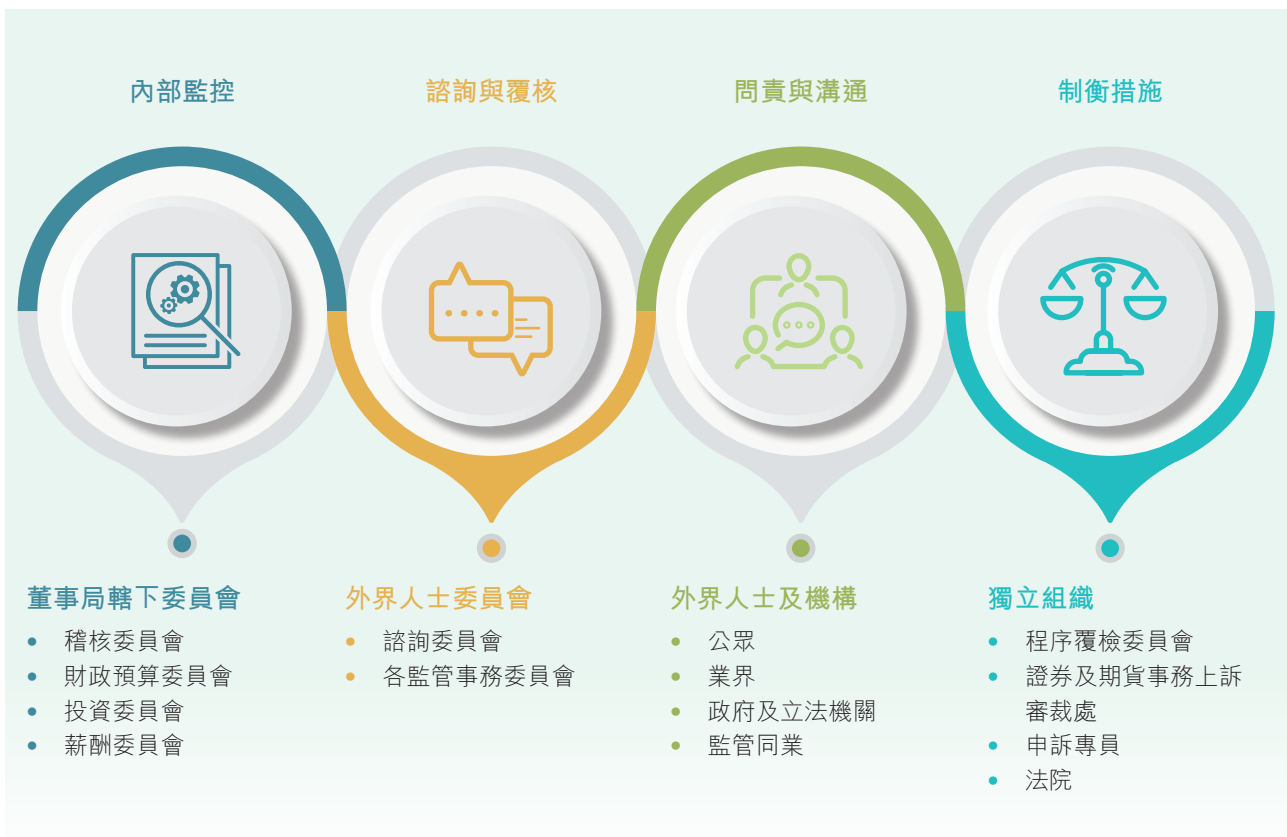 內部監控
諮詢與覆核
問責與溝通
制衡措施
董事局轄下委員會
• 稽核委員會
• 財政預算委員會
• 投資委員會
• 薪酬委員會
外界人士委員會
• 諮詢委員會
• 各監管事務委員會
外界人士及機構
• 公眾
• 業界
• 政府及立法機關
• 監管同業
獨立組織
• 程序覆檢委員會
• 證券及期貨事務上訴
審裁處
• 申訴專員
• 法院